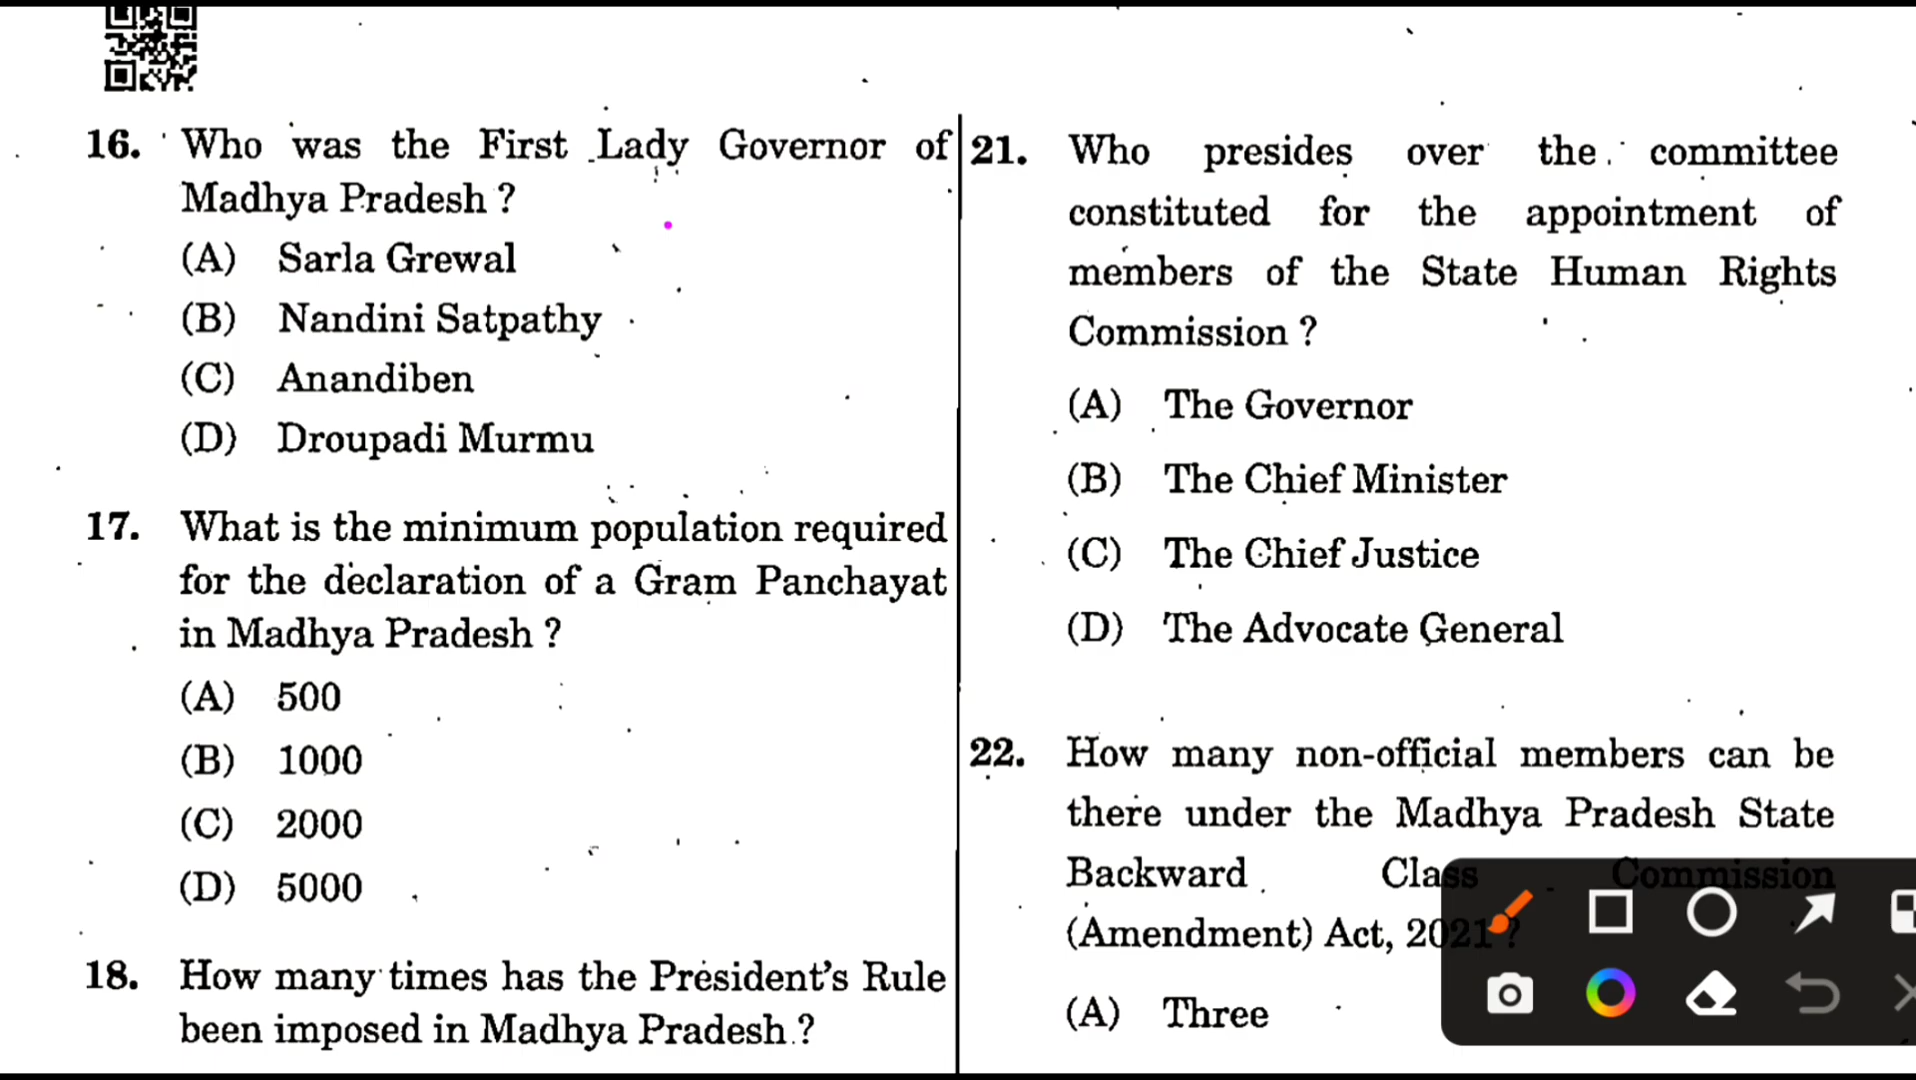 16. Who was the First Lady Governor of
Madhya Pradesh ?
(A) Sarla Grewal
(B) Nandini Satpathy
(C) Anandiben
(D) Droupadi Murmu
17. What is the minimum population required
for the declaration of a Gram Panchayat
in Madhya Pradesh ?
(A) 500
(B) 1000
(C) 2000
(D) 5000
18. How many times has the President's Rule
been imposed in Madhya Pradesh ?
21. Who presides over the committee
constituted for the appointment of
members of the State Human Rights
Commission ?
(A) The Governor
(B) The Chief Minister
(C) The Chief Justice
(D) The Advocate General
22. How many non-official members can be
there under the Madhya Pradesh State
Backward Class Commission
(Amendment) Act, 2021 ?
(A) Three